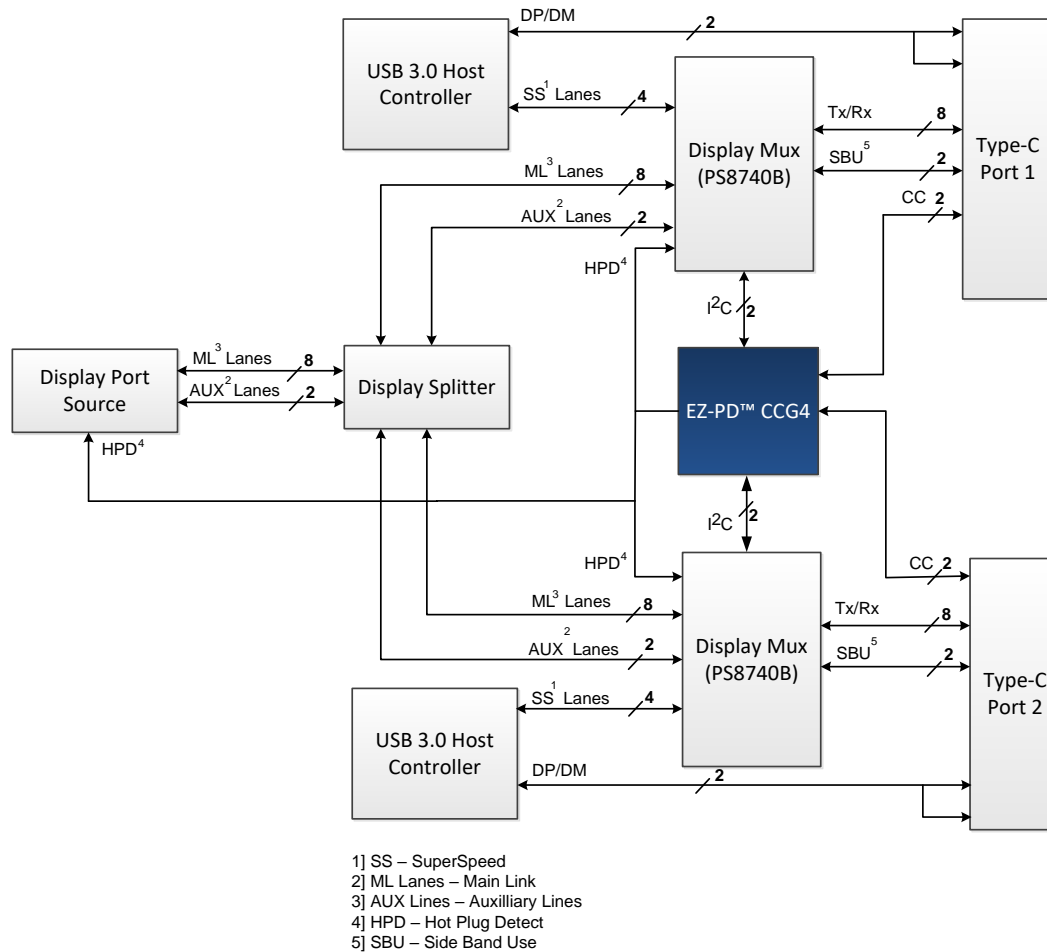 DP/DM
2
USB 3.0 Host
Controller
SS¹ Lanes
4
Display Mux
(PS8740B)
Tx/Rx
8
SBU⁵
2
Type-C
Port 1
ML³ Lanes
8
AUX² Lanes
2
CC
2
HPD⁴
I²C
2
Display Port
Source
ML³ Lanes
8
AUX² Lanes
2
HPD⁴
Display Splitter
EZ-PD™ CCG4
I²C
2
HPD⁴
CC
2
ML³ Lanes
8
AUX² Lanes
2
Display Mux
(PS8740B)
Tx/Rx
8
SBU⁵
2
Type-C
Port 2
SS¹ Lanes
4
USB 3.0 Host
Controller
DP/DM
2
1] SS – SuperSpeed
2] ML Lanes – Main Link
3] AUX Lines – Auxilliary Lines
4] HPD – Hot Plug Detect
5] SBU – Side Band Use